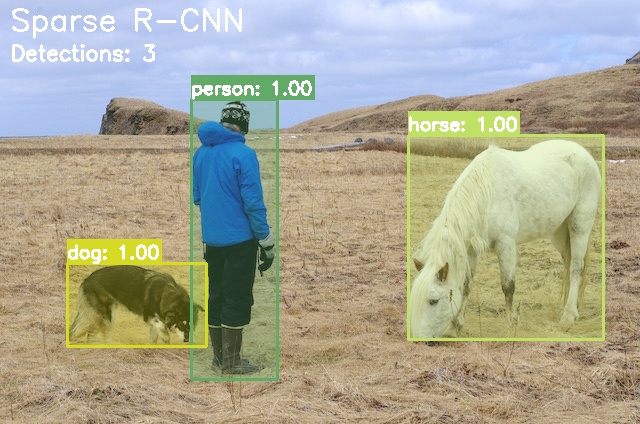 Sparse R-CNN
Detections: 3
person: 1.00
horse: 1.00
dog: 1.00